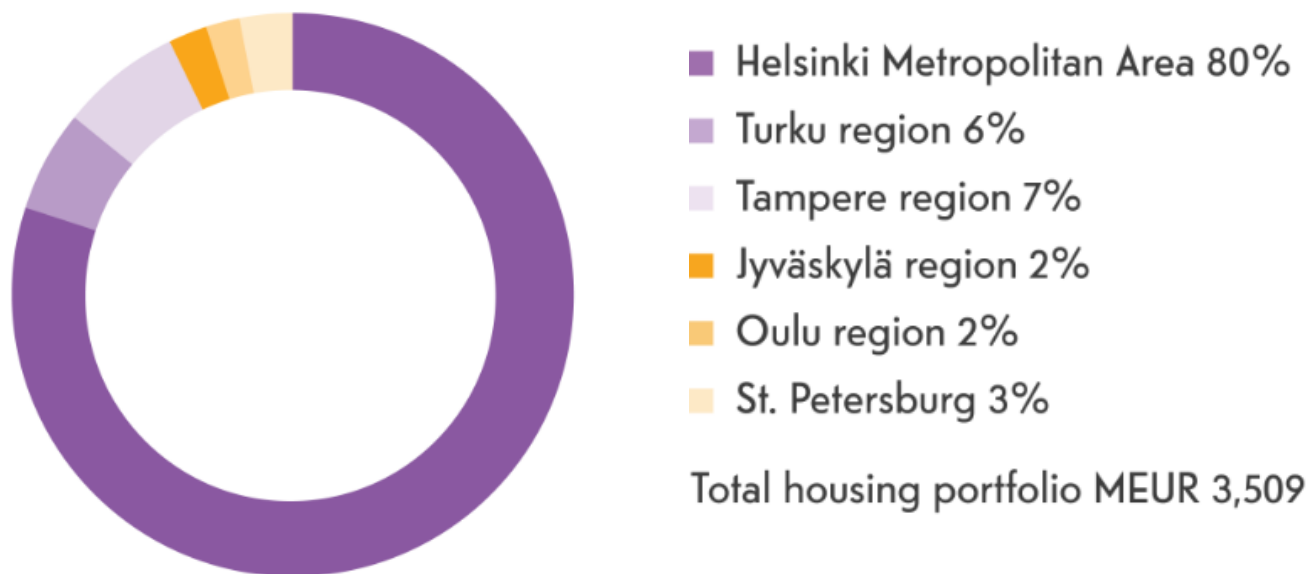 Helsinki Metropolitan Area 80%
Turku region 6%
Tampere region 7%
Jyväskylä region 2%
Oulu region 2%
St. Petersburg 3%
Total housing portfolio MEUR 3,509